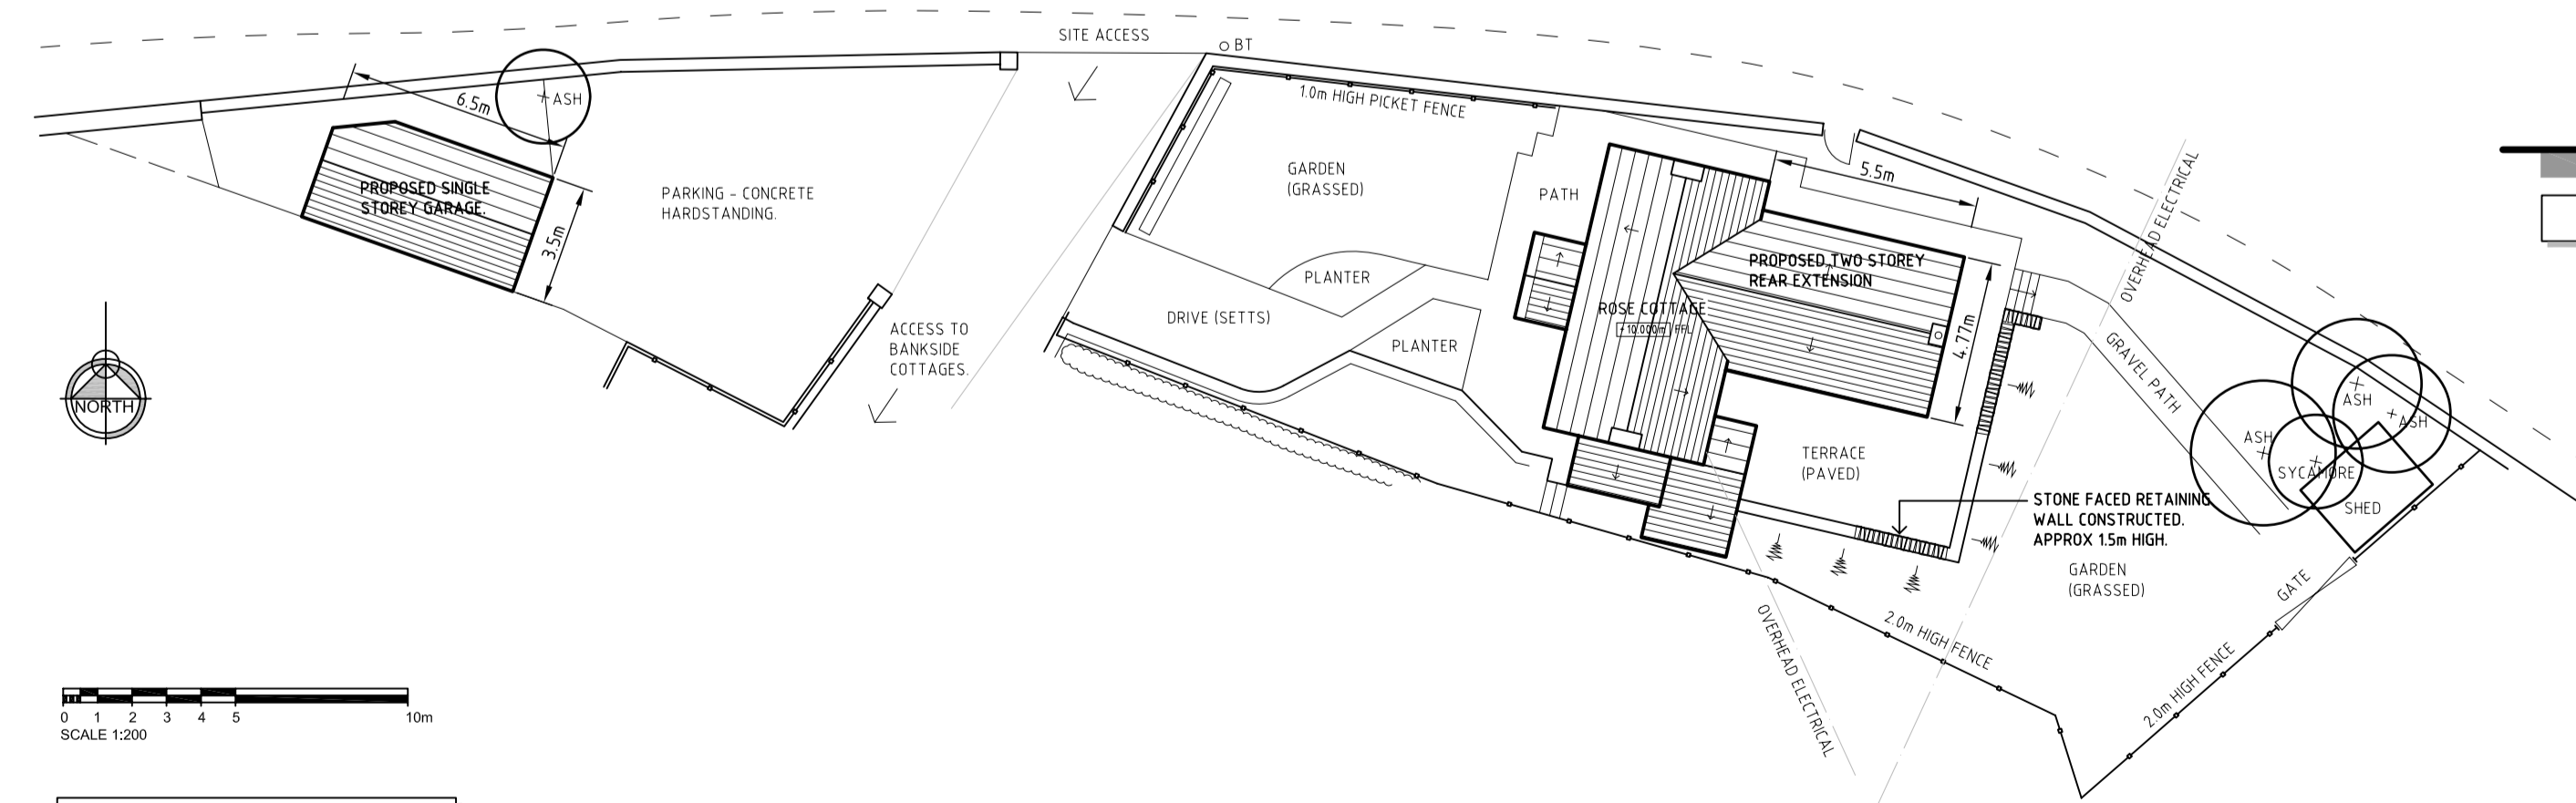 SITE ACCESS
BT
ASH
6.5m
1.0m HIGH PICKET FENCE
PROPOSED SINGLE
STOREY GARAGE.
3.5m
PARKING - CONCRETE
HARDSTANDING.
GARDEN
(GRASSED)
PATH
5.5m
OVERHEAD ELECTRICAL
PLANTER
PROPOSED TWO STOREY
REAR EXTENSION
ROSE COTTAGE
+10.000m FFL
DRIVE (SETTS)
PLANTER
4.77m
ACCESS TO
BANKSIDE
COTTAGES.
NORTH
GRAVEL PATH
ASH
ASH
ASH
SYCAMORE
SHED
TERRACE
(PAVED)
STONE FACED RETAINING
WALL CONSTRUCTED.
APPROX 1.5m HIGH.
GARDEN
(GRASSED)
GATE
2.0m HIGH FENCE
OVERHEAD ELECTRICAL
2.0m HIGH FENCE
0 1 2 3 4 5 10m
SCALE 1:200